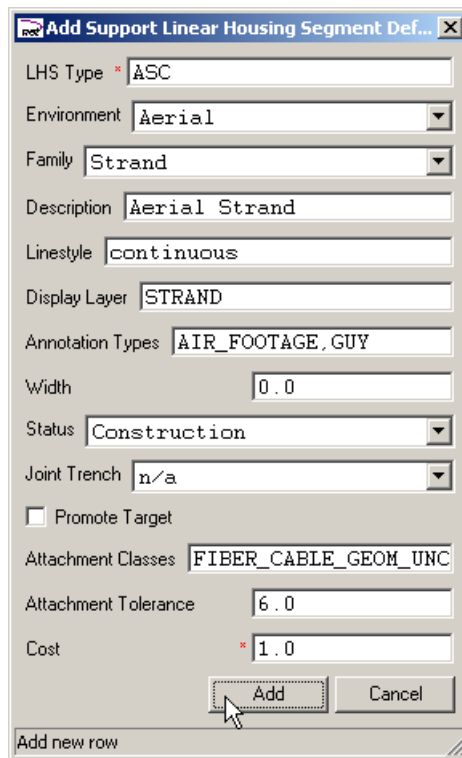 Add Support Linear Housing Segment Def...
LHS Type * ASC
Environment Aerial
Family Strand
Description Aerial Strand
Linestyle continuous
Display Layer STRAND
Annotation Types AIR_FOOTAGE,GUY
Width 0.0
Status Construction
Joint Trench n/a
Promote Target
Attachment Classes FIBER_CABLE_GEOM_UNC
Attachment Tolerance 6.0
Cost * 1.0
Add Cancel
Add new row